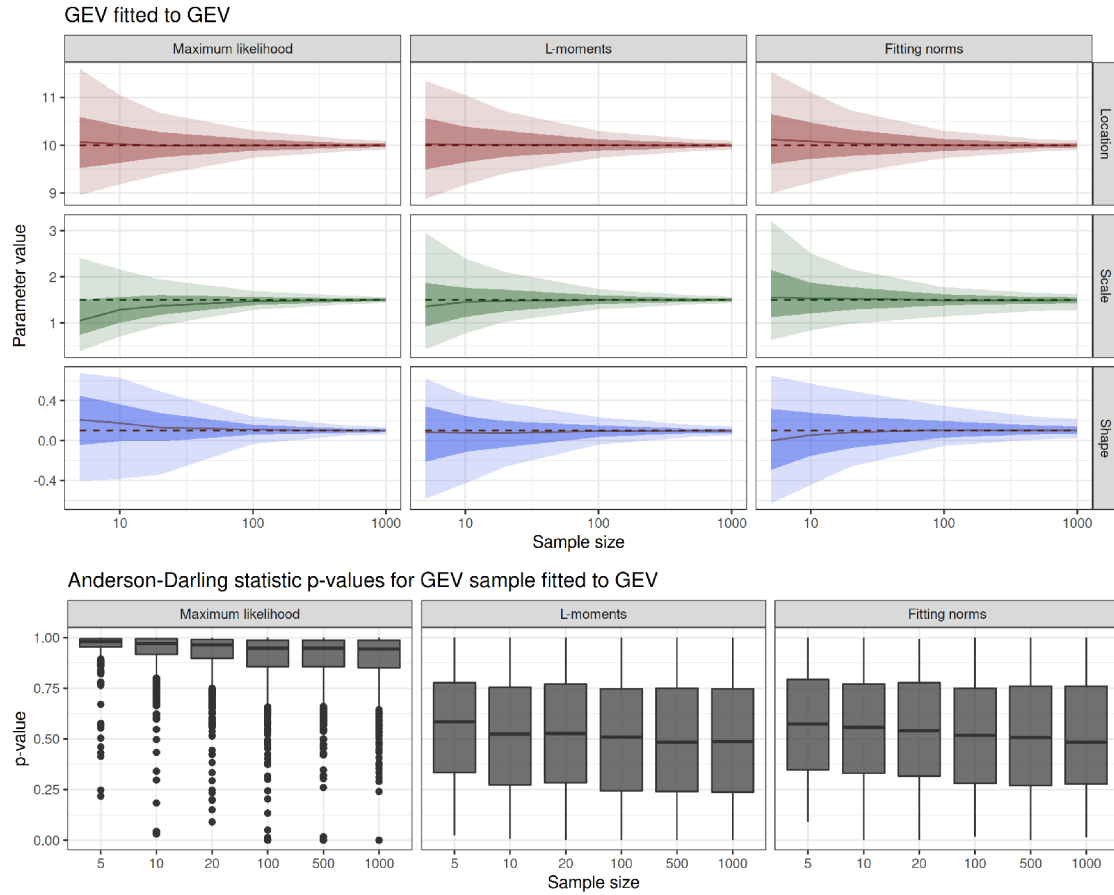 GEV fitted to GEV
Maximum likelihood
L-moments
Fitting norms
11
10
9
Location
3
2
1
Scale
0.4
0.0
-0.4
Shape
Parameter value
10
100
1000
10
100
1000
10
100
1000
Sample size
Anderson-Darling statistic p-values for GEV sample fitted to GEV
Maximum likelihood
L-moments
Fitting norms
1.00
0.75
0.50
0.25
0.00
p-value
5 10 20 100 500 1000
5 10 20 100 500 1000
5 10 20 100 500 1000
Sample size